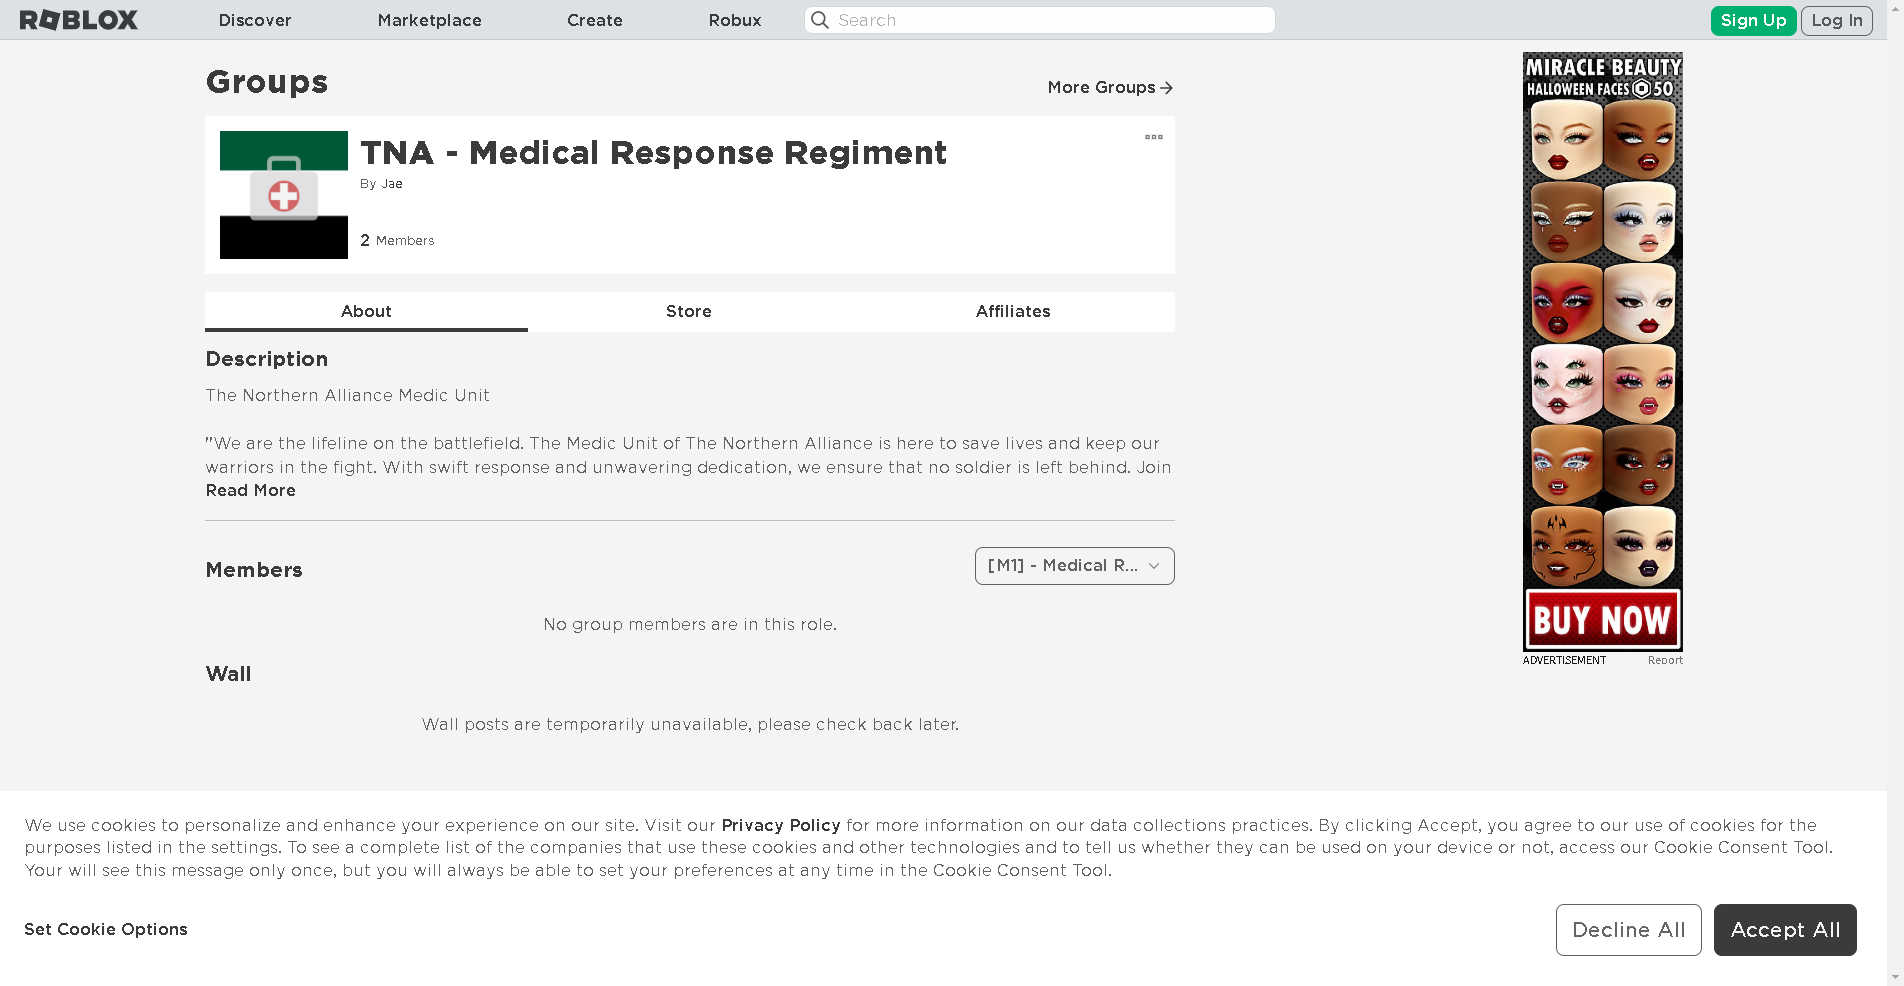 ROBLOX Discover Marketplace Create Robux Search Sign Up Log In
Groups
More Groups
TNA - Medical Response Regiment
By Jae
2 Members
About Store Affiliates
Description
The Northern Alliance Medic Unit
"We are the lifeline on the battlefield. The Medic Unit of The Northern Alliance is here to save lives and keep our
warriors in the fight. With swift response and unwavering dedication, we ensure that no soldier is left behind. Join
Read More
Members
[M1] - Medical R...
No group members are in this role.
Wall
Wall posts are temporarily unavailable, please check back later.
MIRACLE BEAUTY
HALLOWEEN FACES 50
BUY NOW
ADVERTISEMENT Report
We use cookies to personalize and enhance your experience on our site. Visit our Privacy Policy for more information on our data collections practices. By clicking Accept, you agree to our use of cookies for the
purposes listed in the settings. To see a complete list of the companies that use these cookies and other technologies and to tell us whether they can be used on your device or not, access our Cookie Consent Tool.
Your will see this message only once, but you will always be able to set your preferences at any time in the Cookie Consent Tool.
Set Cookie Options
Decline All
Accept All